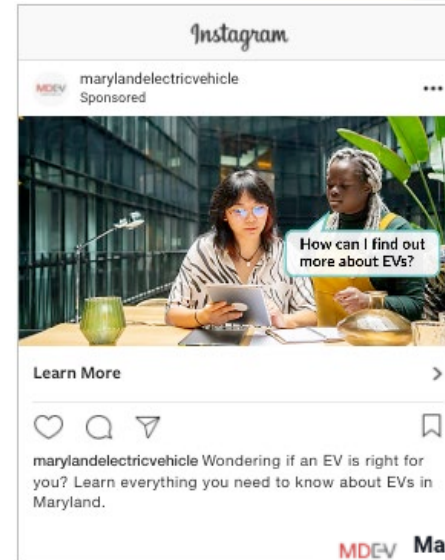 Instagram
MDEV
marylandelectricvehicle
Sponsored
How can I find out
more about EVs?
Learn More
marylandelectricvehicle Wondering if an EV is right for
you? Learn everything you need to know about EVs in
Maryland.
MDEV Ma